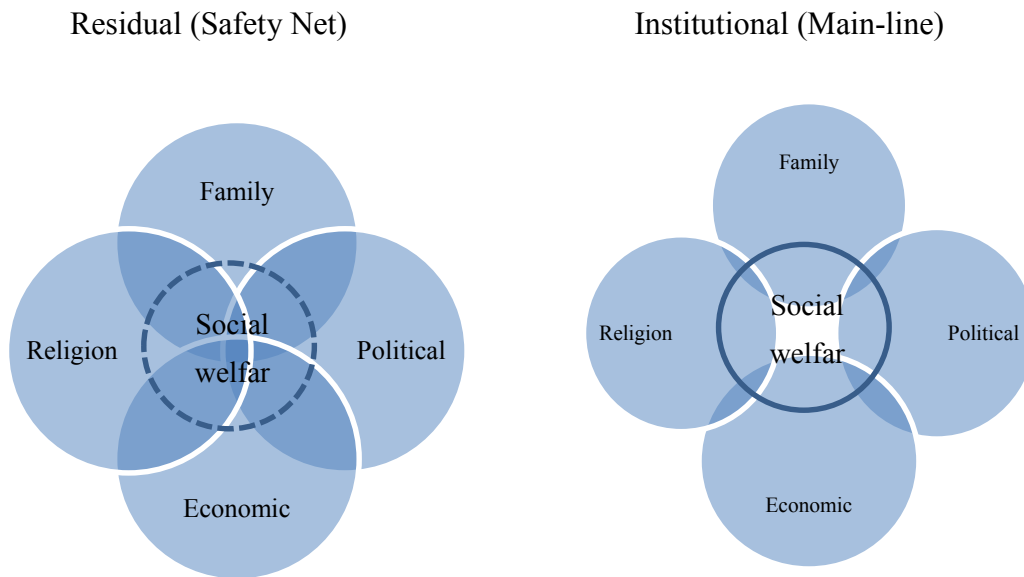 Residual (Safety Net)
Family
Religion
Social
welfar
Political
Economic
Institutional (Main-line)
Family
Religion
Social
welfar
Political
Economic